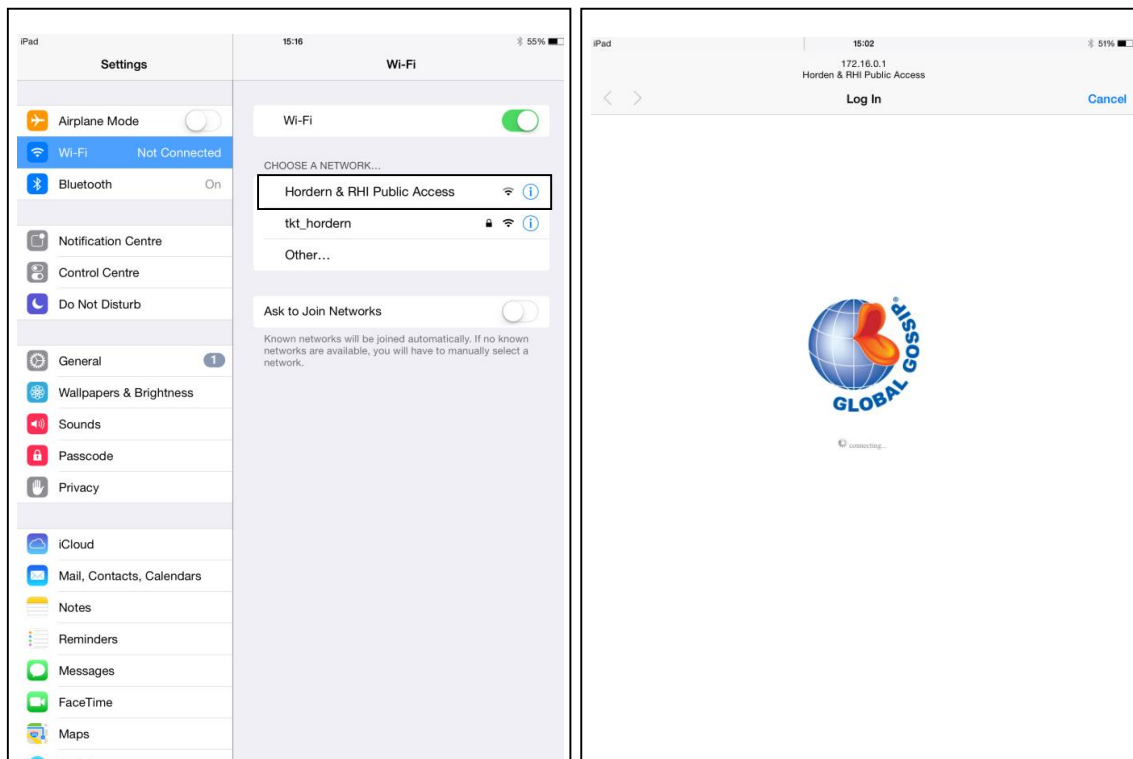 iPad 15:16 55%
Settings
Wi-Fi
Airplane Mode
Wi-Fi Not Connected
Bluetooth On
Notification Centre
Control Centre
Do Not Disturb
General 1
Wallpapers & Brightness
Sounds
Passcode
Privacy
iCloud
Mail, Contacts, Calendars
Notes
Reminders
Messages
FaceTime
Maps
Wi-Fi
CHOOSE A NETWORK...
Hordern & RHI Public Access
tkt_hordern
Other...
Ask to Join Networks
Known networks will be joined automatically. If no known
networks are available, you will have to manually select a
network.
iPad 15:02 51%
172.16.0.1
Horden & RHI Public Access
Log In Cancel
GLOBAL GOSSIP®
connecting...